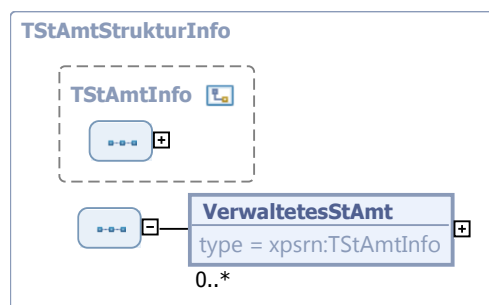 TStAmtStrukturInfo
TStAmtInfo
VerwaltetesStAmt
type = xpsrn:TStAmtInfo
0..*